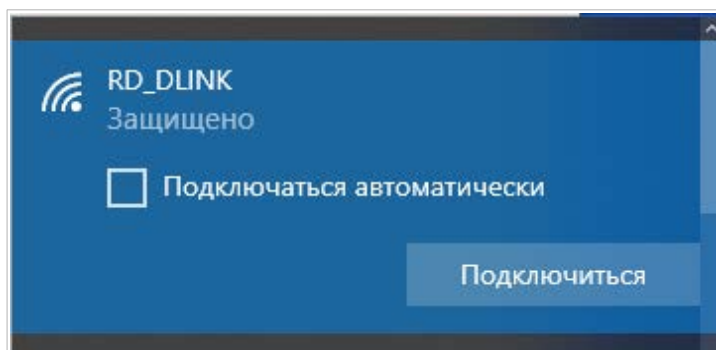 RD_DLINK
Защищено
Подключаться автоматически
Подключиться